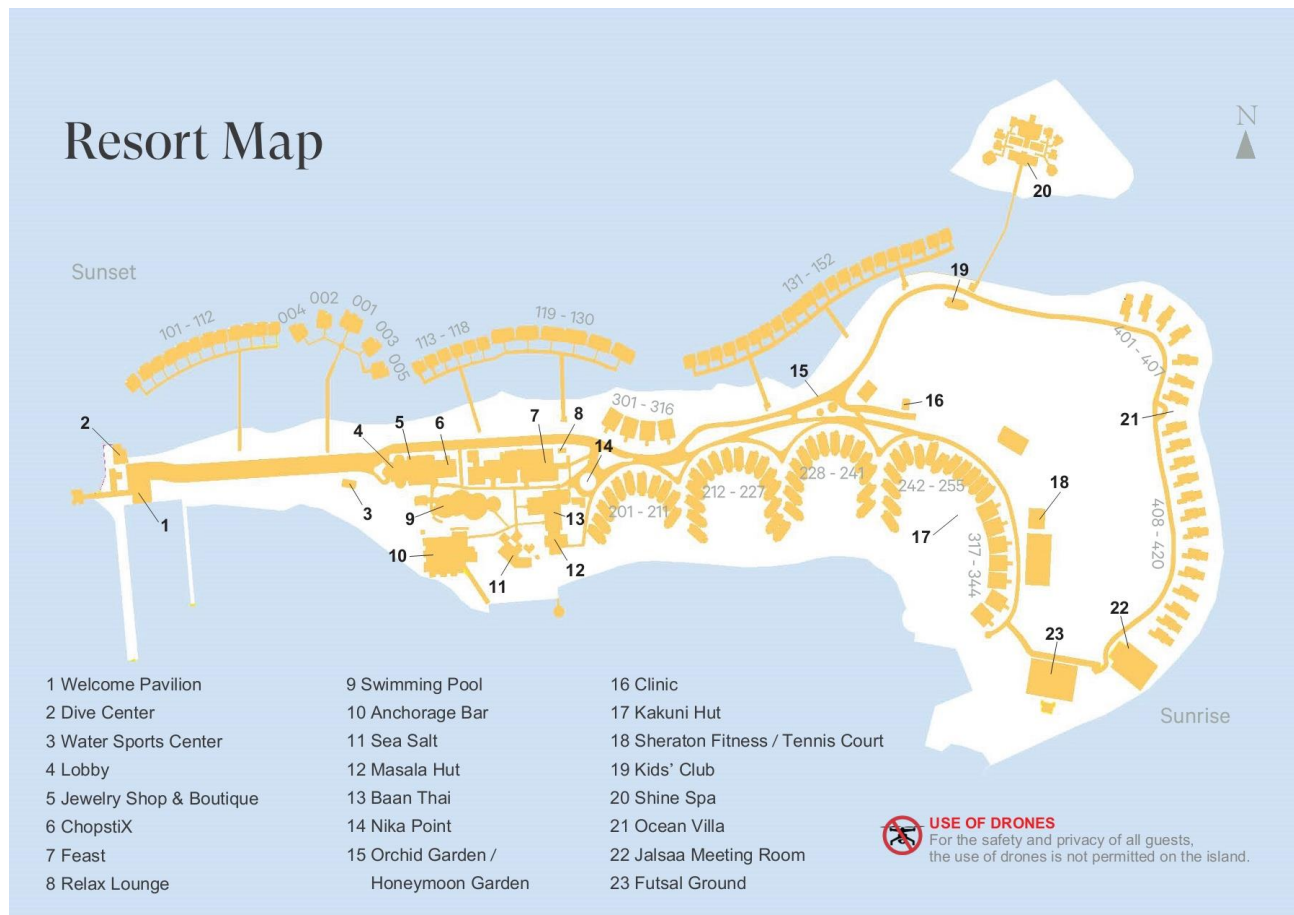 Resort Map
N
Sunset
20
19
131 - 152
101 - 112
004
002
001
003
005
113 - 118
119 - 130
401 - 407
15
16
21
301 - 316
2
4
5
6
7
8
14
1
3
9
13
10
11
12
201 - 211
212 - 227
228 - 241
242 - 255
17
18
317 - 344
408 - 420
22
23
Sunrise
1 Welcome Pavilion
2 Dive Center
3 Water Sports Center
4 Lobby
5 Jewelry Shop & Boutique
6 ChopstiX
7 Feast
8 Relax Lounge
9 Swimming Pool
10 Anchorage Bar
11 Sea Salt
12 Masala Hut
13 Baan Thai
14 Nika Point
15 Orchid Garden /
Honeymoon Garden
16 Clinic
17 Kakuni Hut
18 Sheraton Fitness / Tennis Court
19 Kids' Club
20 Shine Spa
21 Ocean Villa
22 Jalsaa Meeting Room
23 Futsal Ground
USE OF DRONES
For the safety and privacy of all guests,
the use of drones is not permitted on the island.